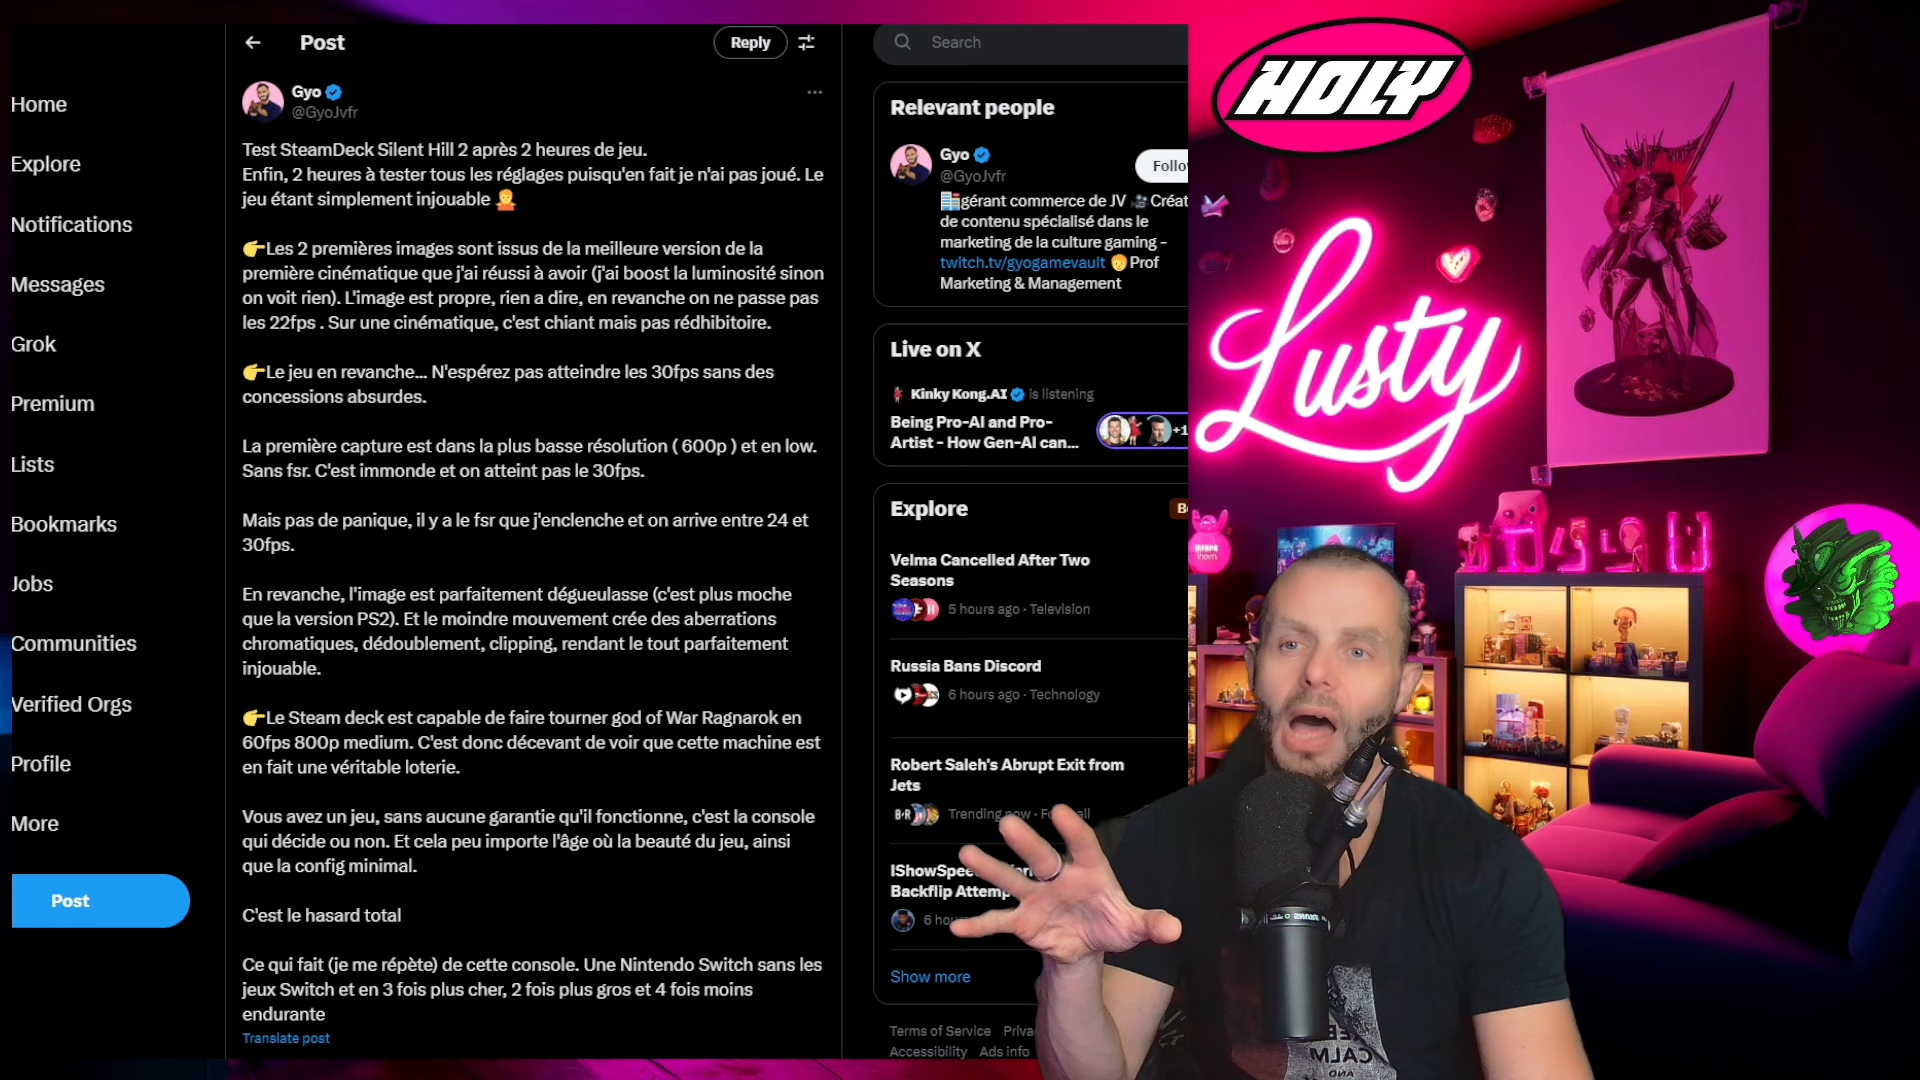 Home
Explore
Notifications
Messages
Grok
Premium
Lists
Bookmarks
Jobs
Communities
Verified Orgs
Profile
More
Post
Post
Reply
Gyo
@GyoJvfr
Test SteamDeck Silent Hill 2 après 2 heures de jeu.
Enfin, 2 heures à tester tous les réglages puisqu'en fait je n'ai pas joué. Le
jeu étant simplement injouable
Les 2 premières images sont issus de la meilleure version de la
première cinématique que j'ai réussi à avoir (j'ai boost la luminosité sinon
on voit rien). L'image est propre, rien a dire, en revanche on ne passe pas
les 22fps . Sur une cinématique, c'est chiant mais pas rédhibitoire.
Le jeu en revanche... N'espérez pas atteindre les 30fps sans des
concessions absurdes.
La première capture est dans la plus basse résolution ( 600p ) et en low.
Sans fsr. C'est immonde et on atteint pas le 30fps.
Mais pas de panique, il y a le fsr que j'enclenche et on arrive entre 24 et
30fps.
En revanche, l'image est parfaitement dégueulasse (c'est plus moche
que la version PS2). Et le moindre mouvement crée des aberrations
chromatiques, dédoublement, clipping, rendant le tout parfaitement
injouable.
Le Steam deck est capable de faire tourner god of War Ragnarok en
60fps 800p medium. C'est donc décevant de voir que cette machine est
en fait une véritable loterie.
Vous avez un jeu, sans aucune garantie qu'il fonctionne, c'est la console
qui décide ou non. Et cela peu importe l'âge où la beauté du jeu, ainsi
que la config minimal.
C'est le hasard total
Ce qui fait (je me répète) de cette console. Une Nintendo Switch sans les
jeux Switch et en 3 fois plus cher, 2 fois plus gros et 4 fois moins
endurante
Translate post
Search
Relevant people
Gyo
@GyoJvfr
Follo
gérant commerce de JV Créat
de contenu spécialisé dans le
marketing de la culture gaming -
twitch.tv/gyogamevault Prof
Marketing & Management
Live on X
Kinky Kong.AI is listening
Being Pro-AI and Pro-
Artist - How Gen-AI can...
+1
Explore
Be
Velma Cancelled After Two
Seasons
5 hours ago · Television
Russia Bans Discord
6 hours ago · Technology
Robert Saleh's Abrupt Exit from
Jets
Trending now
IShowSpee
Backflip Attemp
6 hou
Show more
Terms of Service Priva
Accessibility Ads info
HOLY
Lusty
CALM
AND